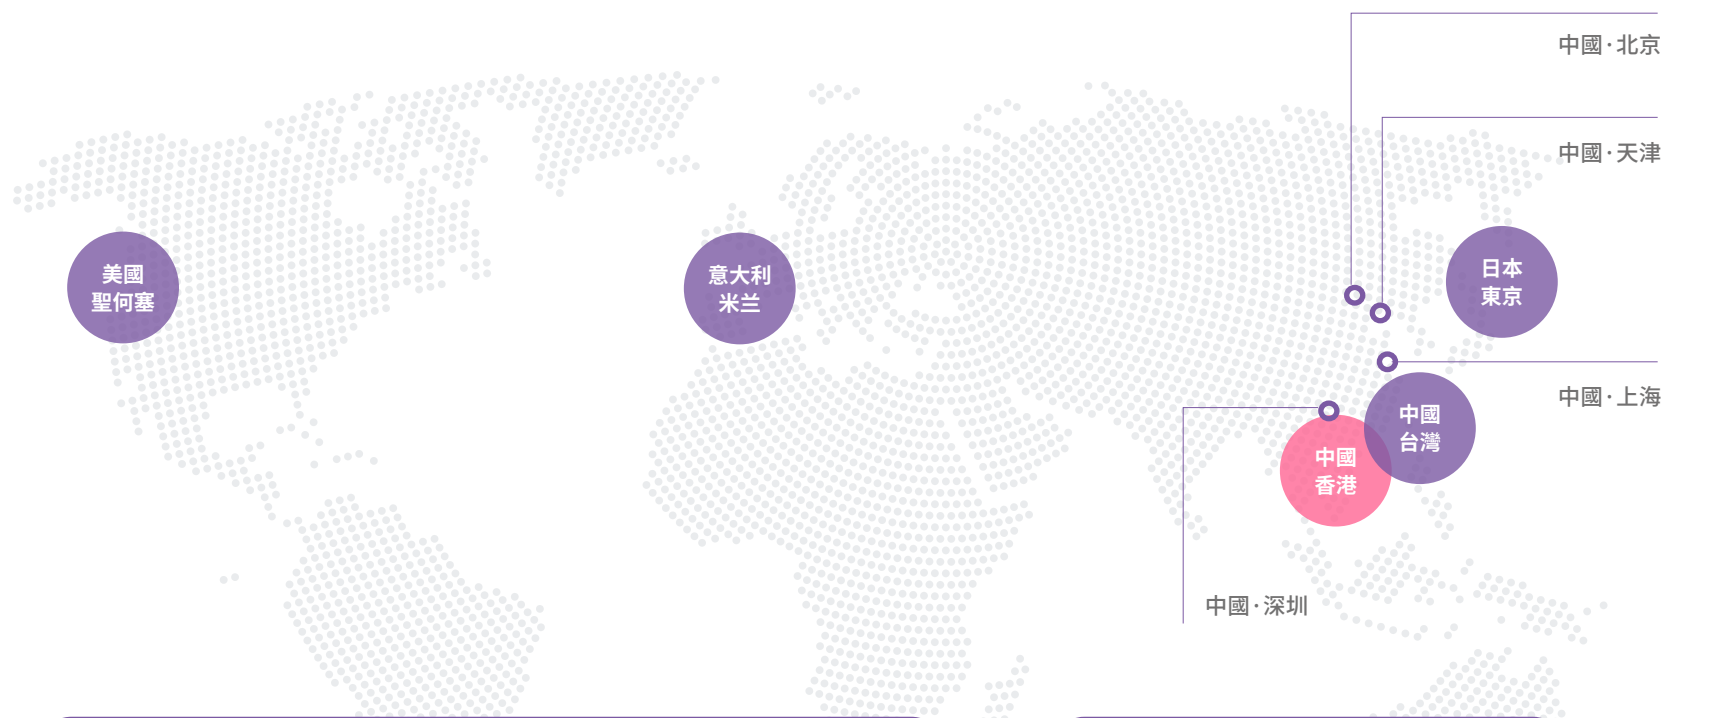 中國·北京
中國·天津
美國
聖何塞
意大利
米兰
日本
東京
中國·上海
中國
台灣
中國
香港
中國·深圳